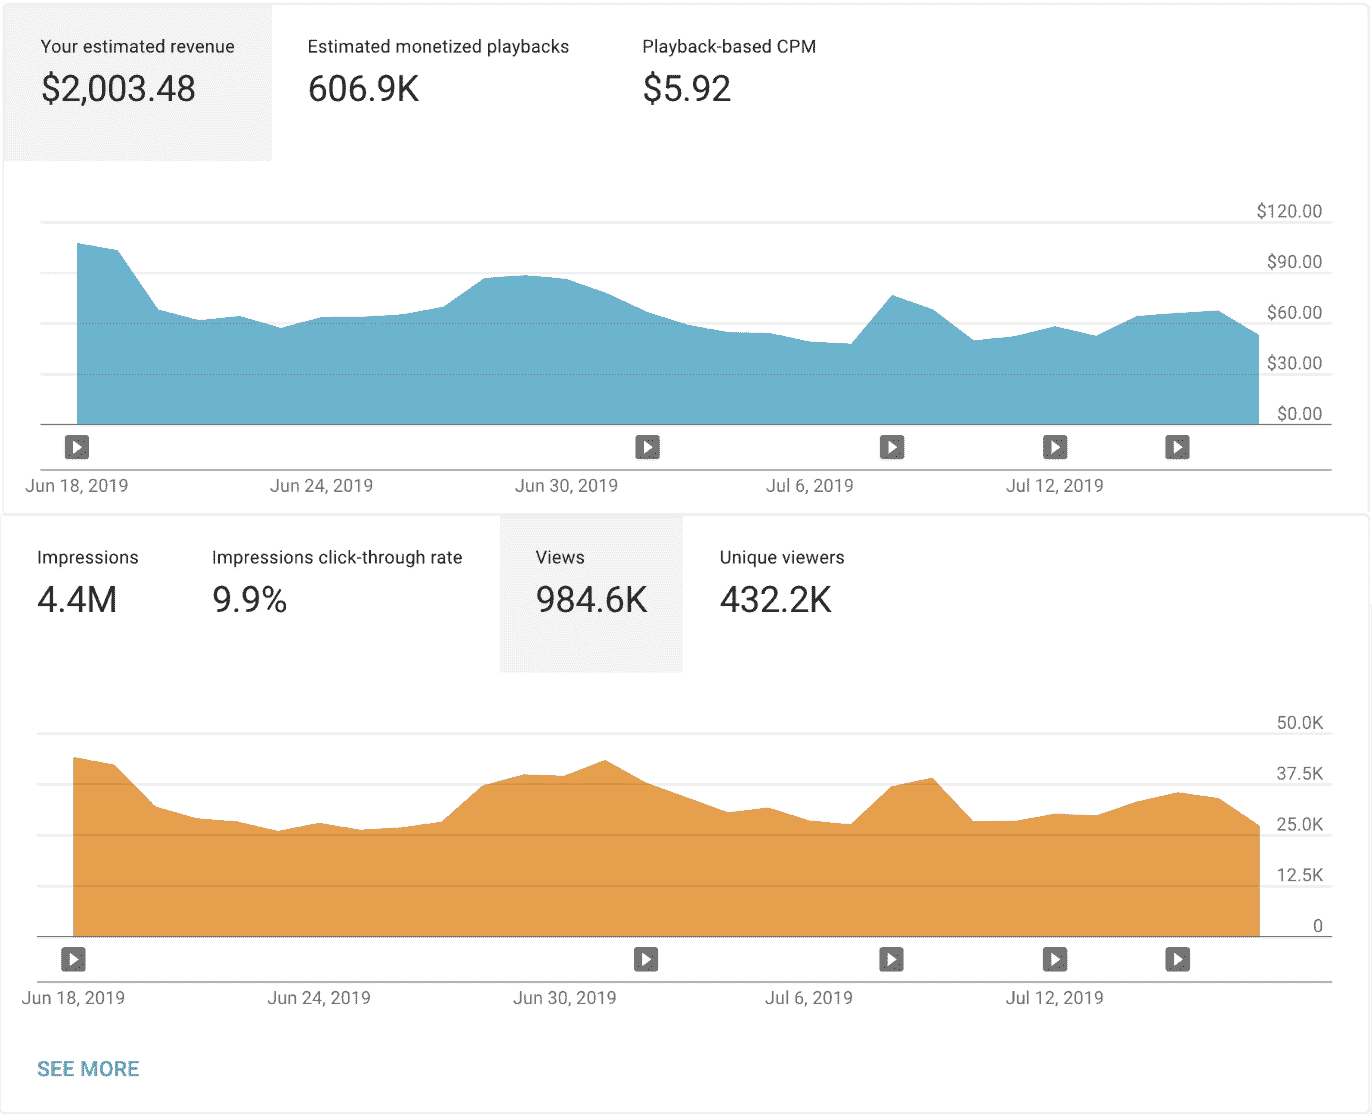 Your estimated revenue Estimated monetized playbacks Playback-based CPM
$2,003.48 606.9K $5.92
$120.00
$90.00
$60.00
$30.00
$0.00
Jun 18, 2019 Jun 24, 2019 Jun 30, 2019 Jul 6, 2019 Jul 12, 2019
Impressions Impressions click-through rate Views Unique viewers
4.4M 9.9% 984.6K 432.2K
50.0K
37.5K
25.0K
12.5K
0
Jun 18, 2019 Jun 24, 2019 Jun 30, 2019 Jul 6, 2019 Jul 12, 2019
SEE MORE